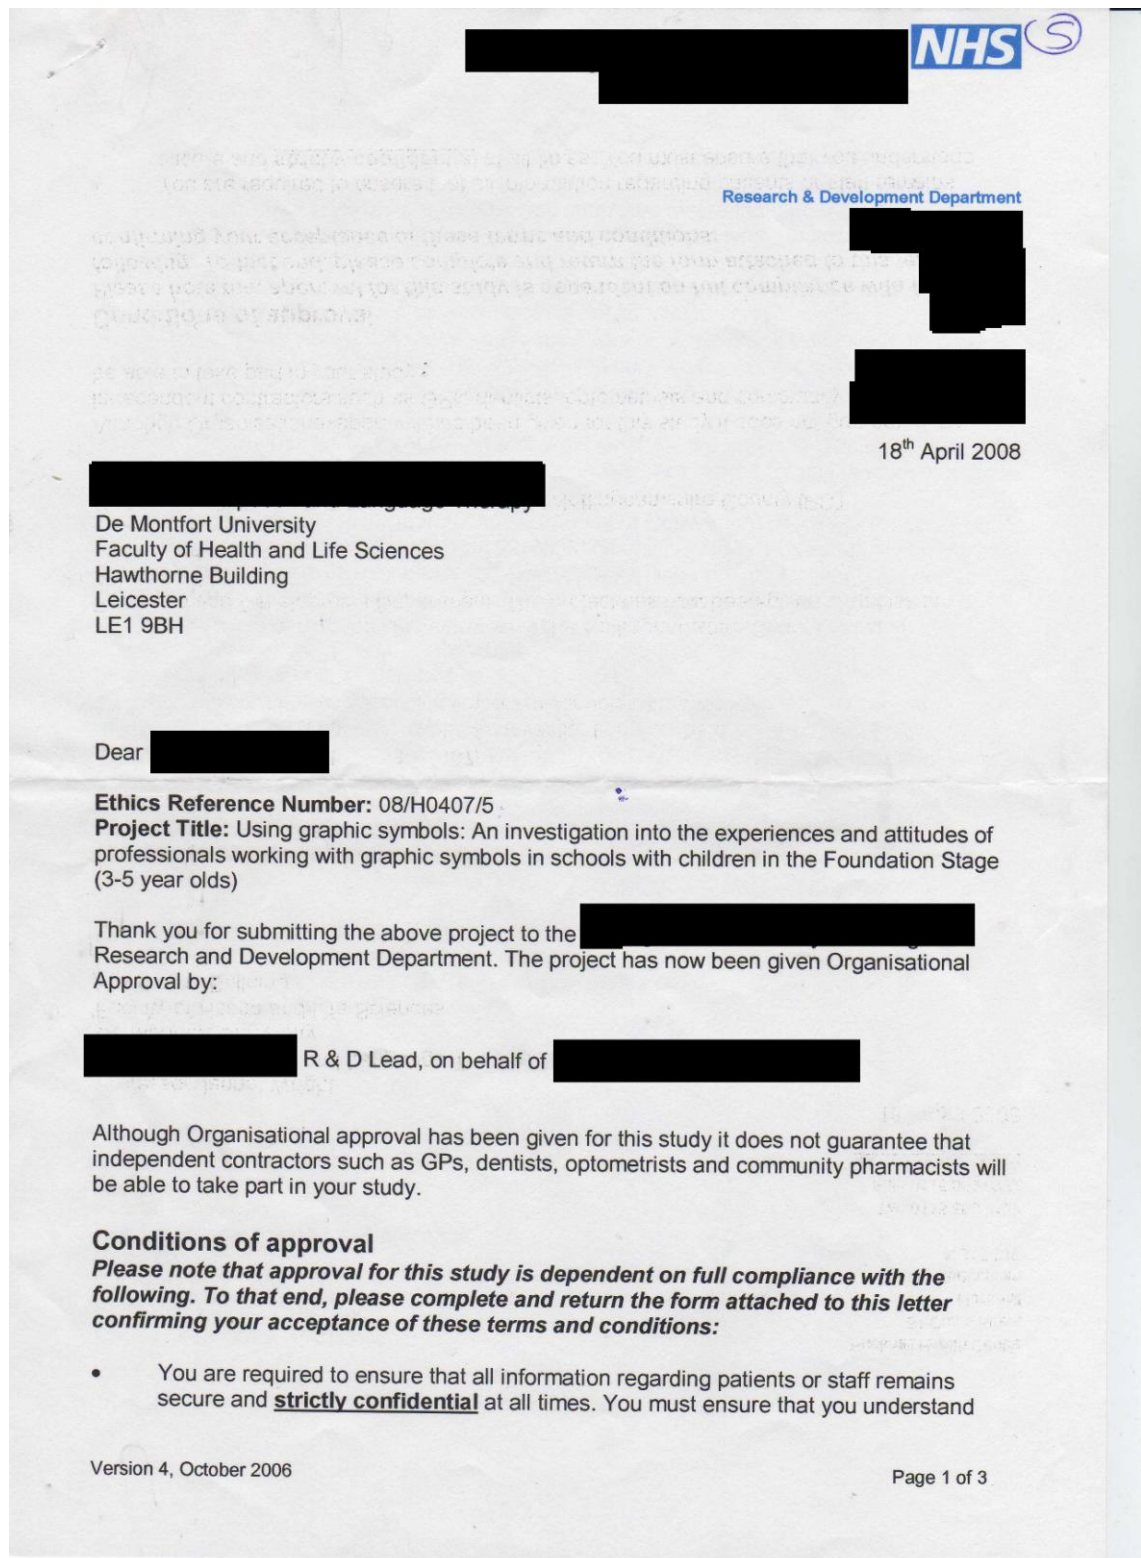 NHS
S
Research & Development Department
18th April 2008
and Language Therapy
De Montfort University
Faculty of Health and Life Sciences
Hawthorne Building
Leicester
LE1 9BH
Dear
Ethics Reference Number: 08/H0407/5
Project Title: Using graphic symbols: An investigation into the experiences and attitudes of
professionals working with graphic symbols in schools with children in the Foundation Stage
(3-5 year olds)
Thank you for submitting the above project to the
Research and Development Department. The project has now been given Organisational
Approval by:
R & D Lead, on behalf of
Although Organisational approval has been given for this study it does not guarantee that
independent contractors such as GPs, dentists, optometrists and community pharmacists will
be able to take part in your study.
Conditions of approval
Please note that approval for this study is dependent on full compliance with the
following. To that end, please complete and return the form attached to this letter
confirming your acceptance of these terms and conditions:
• You are required to ensure that all information regarding patients or staff remains
secure and strictly confidential at all times. You must ensure that you understand
Version 4, October 2006
Page 1 of 3